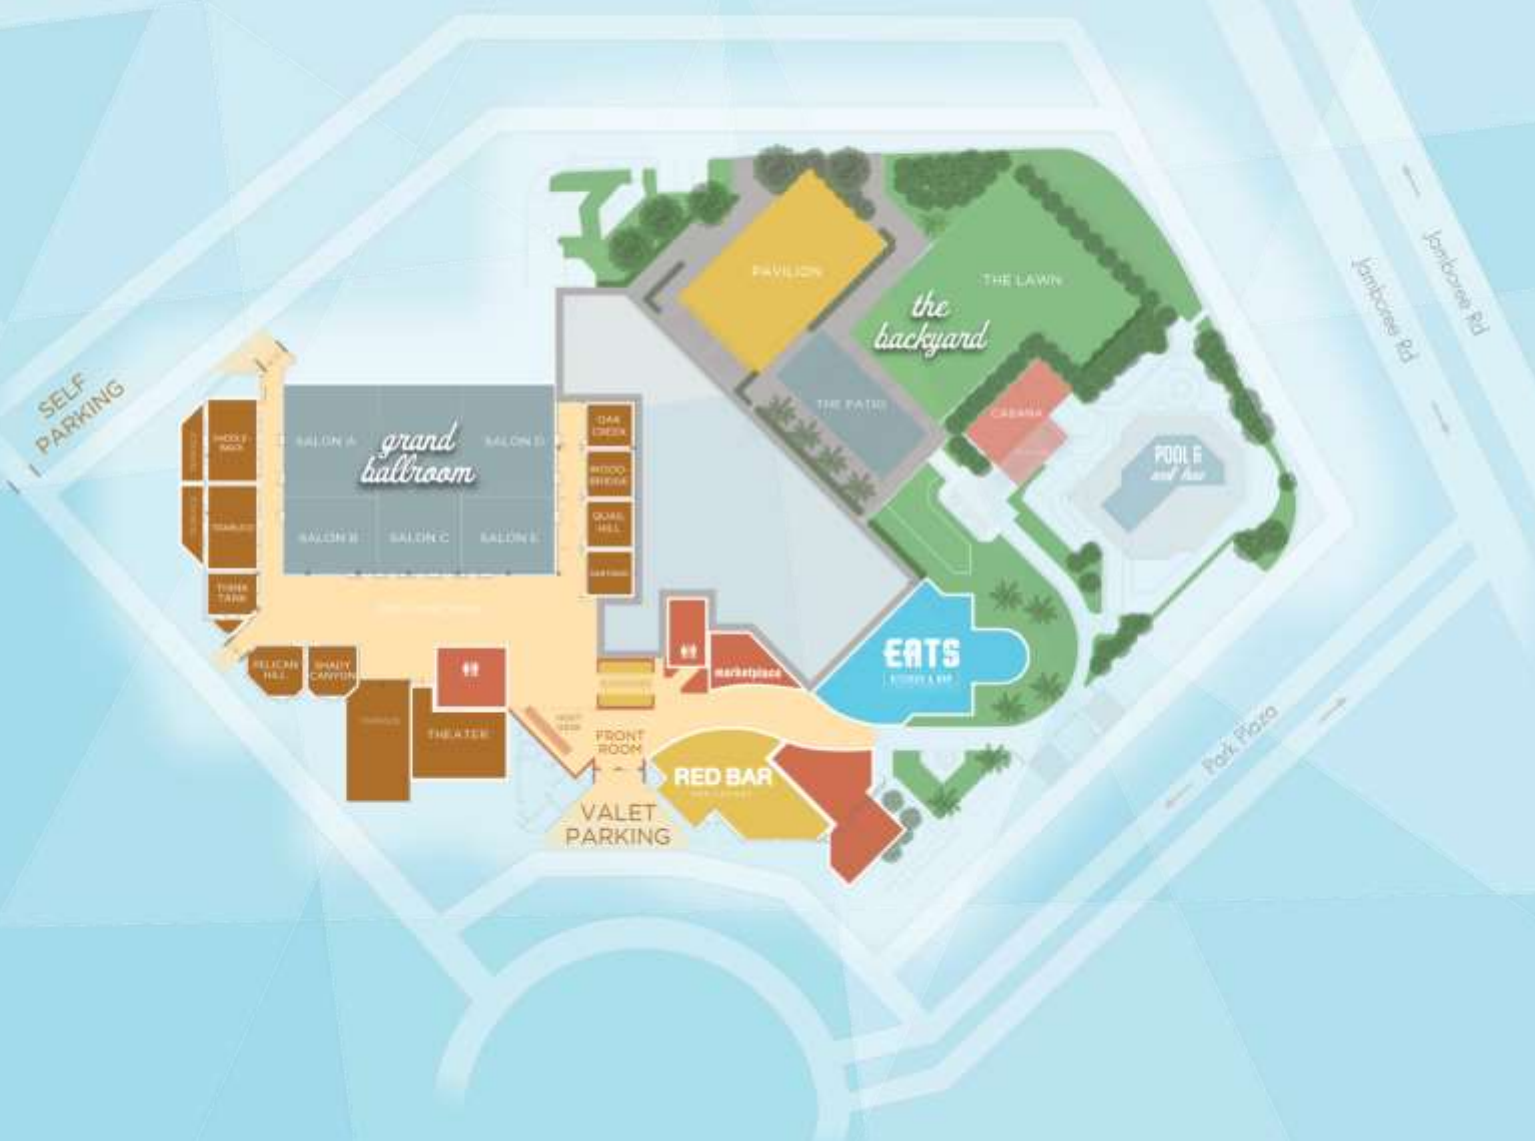 PAVILION
THE LAWN
the
backyard
Jamboree Rd
Jamboree Rd
SELF
PARKING
THE PATIO
CABANA
OAK
CREEK
SALON A
grand
ballroom
SALON D
POOL &
WOOD-
BRIDGE
QUAIL
HILL
SALON B
SALON C
SALON E
THINK
TANK
EATS
KITCHEN & BAR
PELICAN
HILL
SHADY
CANYON
marketplace
THEATER
FRONT
ROOM
RED BAR
VALET
PARKING
Park Plaza